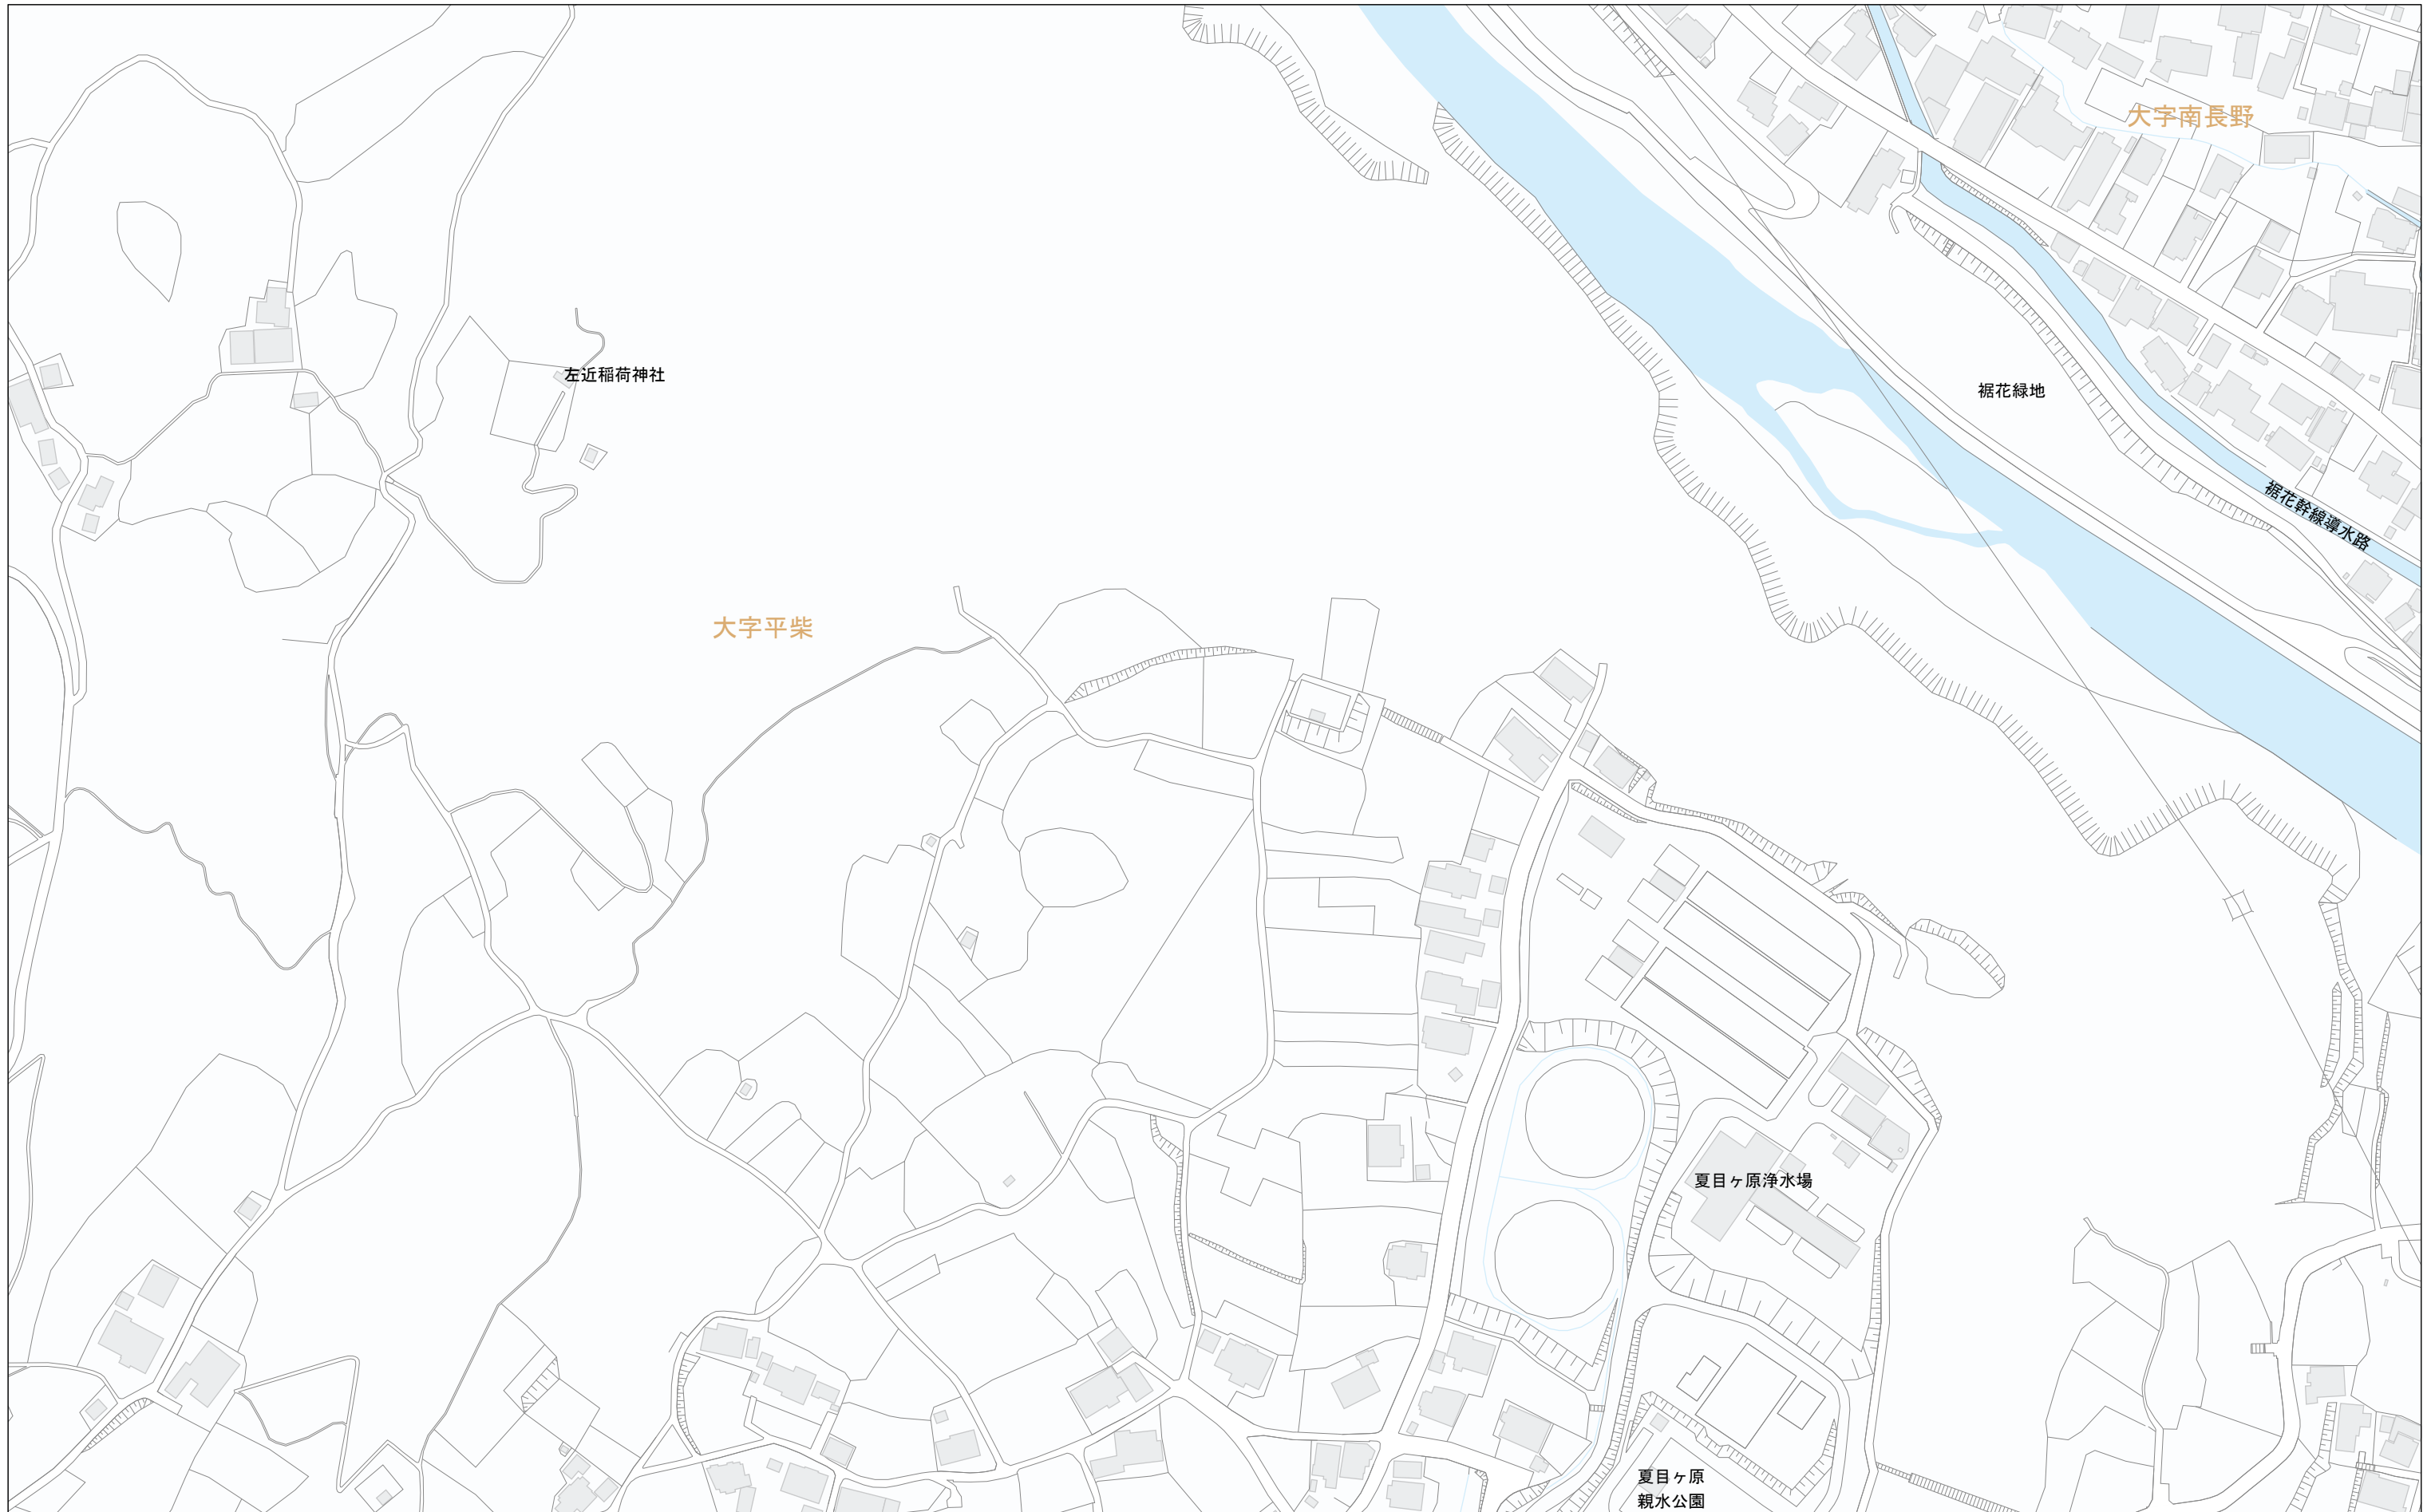 大字南長野
左近稲荷神社
裾花緑地
裾花幹線導水路
大字平柴
夏目ヶ原浄水場
夏目ヶ原
親水公園